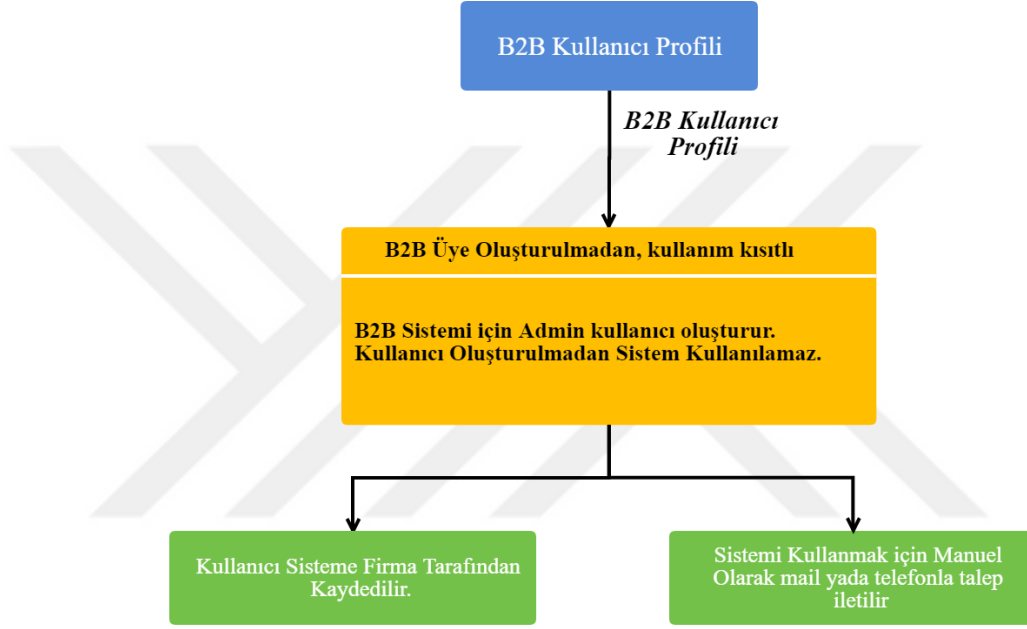 B2B Kullanıcı Profili
B2B Kullanıcı
Profili
B2B Üye Oluşturulmadan, kullanım kısıtlı
B2B Sistemi için Admin kullanıcı oluşturur.
Kullanıcı Oluşturulmadan Sistem Kullanılamaz.
Kullanıcı Sisteme Firma Tarafından
Kaydedilir.
Sistemi Kullanmak için Manuel
Olarak mail yada telefonla talep
iletilir